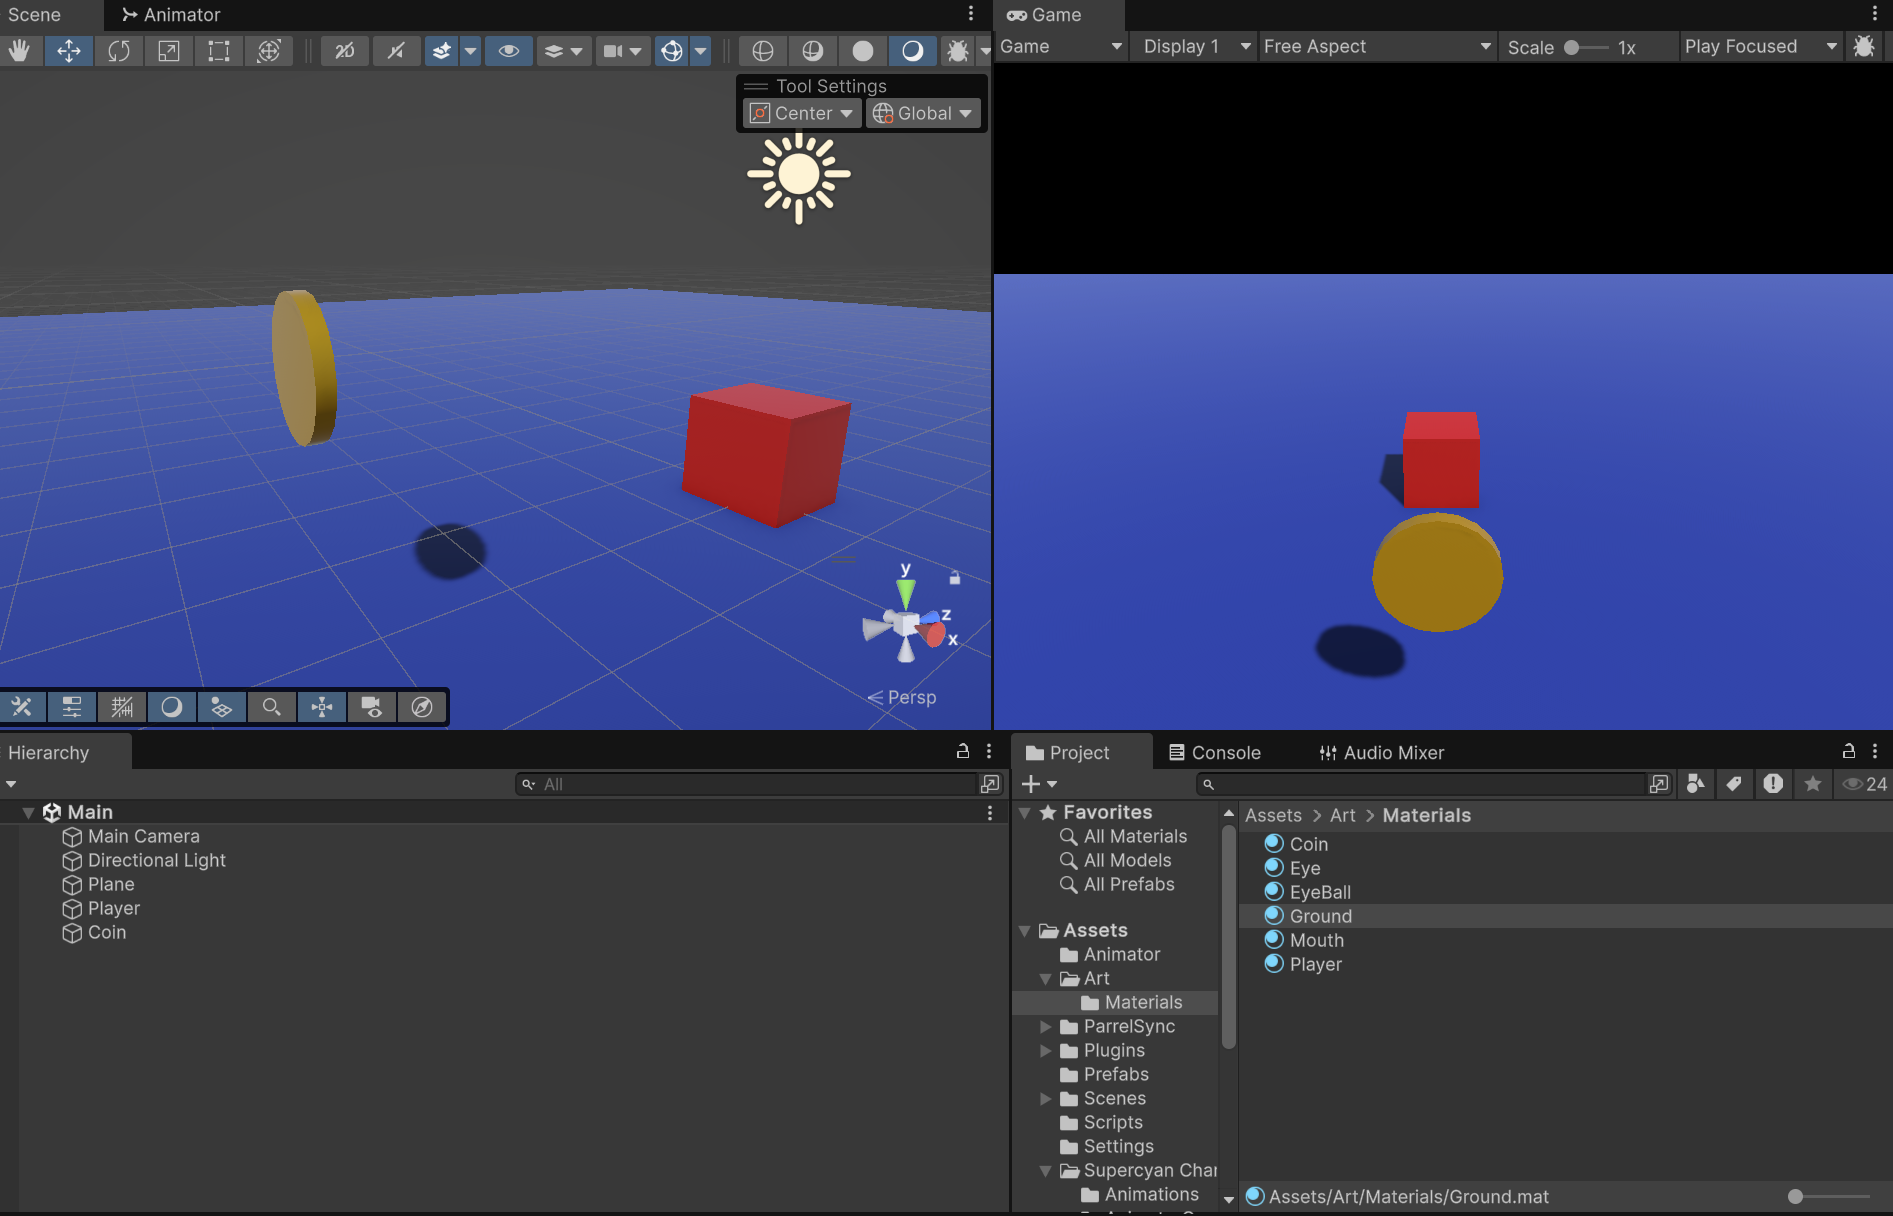 Scene
Animator
2D
Tool Settings
Center
Global
y
z
x
Persp
Game
Game
Display 1
Free Aspect
Scale
1x
Play Focused
Hierarchy
All
Main
Main Camera
Directional Light
Plane
Player
Coin
Project
Console
Audio Mixer
24
Favorites
All Materials
All Models
All Prefabs
Assets
Animator
Art
Materials
ParrelSync
Plugins
Prefabs
Scenes
Scripts
Settings
Supercyan Char
Animations
Assets > Art > Materials
Coin
Eye
EyeBall
Ground
Mouth
Player
Assets/Art/Materials/Ground.mat